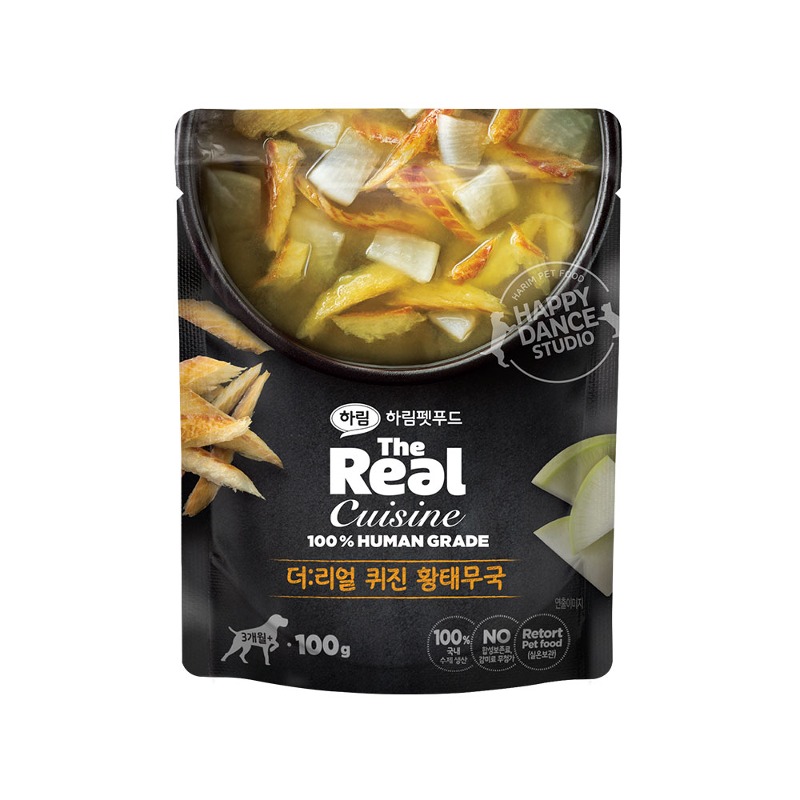 HARIM PET FOOD
HAPPY
DANCE
STUDIO
하림 하림펫푸드
The
Real
Cuisine
100% HUMAN GRADE
더:리얼 퀴진 황태무국
연출이미지
3개월+
·100g
100%
국내
수제 생산
NO
합성보존료,
감미료 무첨가
Retort
Pet food
(실온보관)